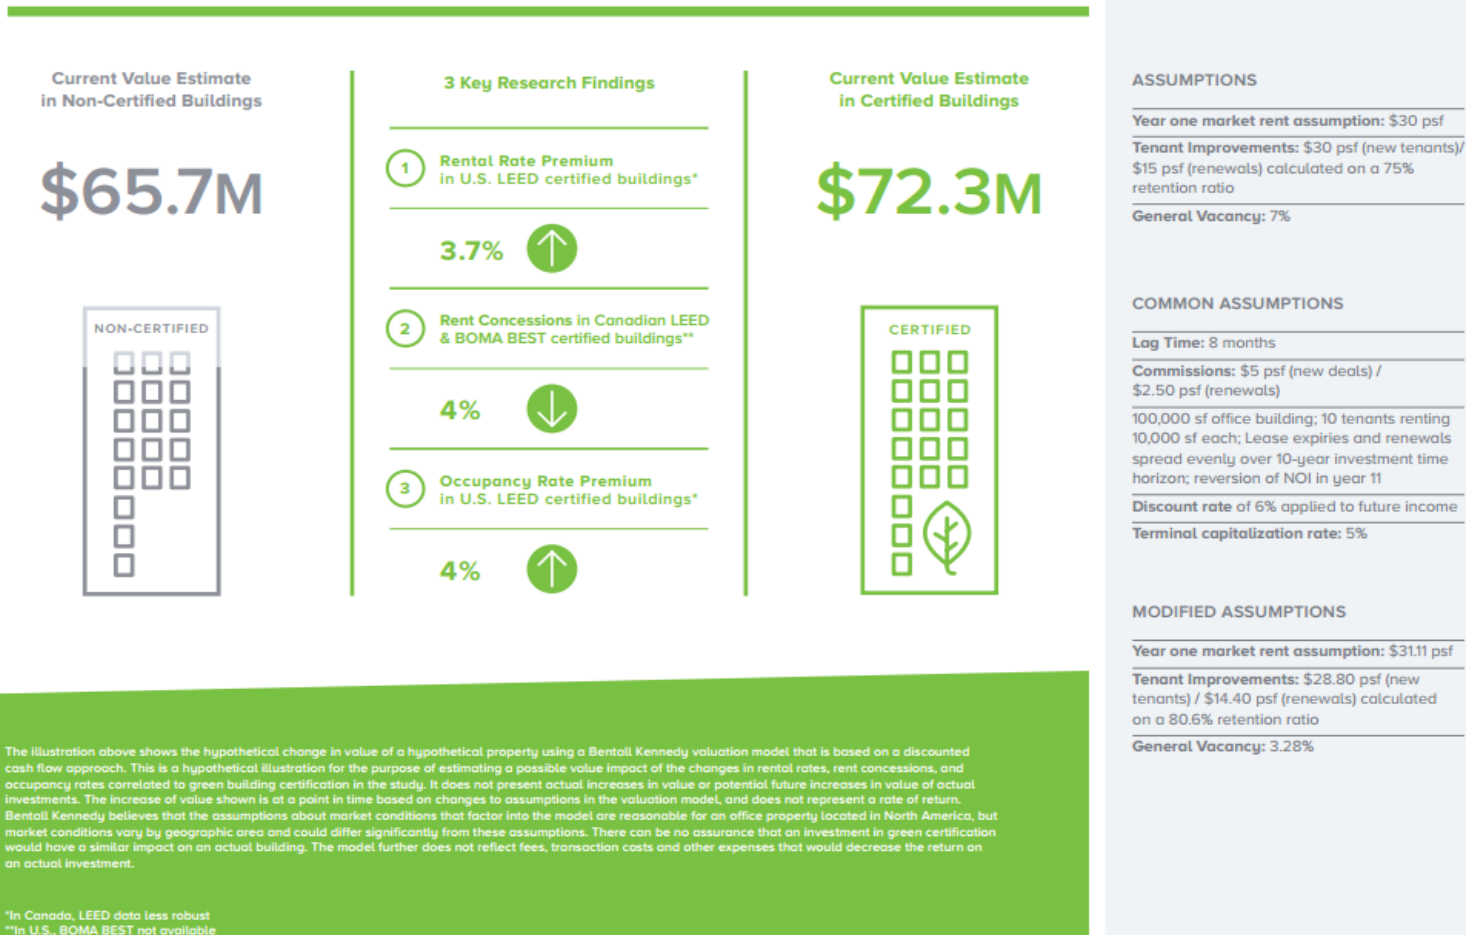 Current Value Estimate
in Non-Certified Buildings
$65.7M
NON-CERTIFIED
3 Key Research Findings
1
Rental Rate Premium
in U.S. LEED certified buildings*
3.7%
2
Rent Concessions in Canadian LEED
& BOMA BEST certified buildings**
4%
3
Occupancy Rate Premium
in U.S. LEED certified buildings*
4%
Current Value Estimate
in Certified Buildings
$72.3M
CERTIFIED
The illustration above shows the hypothetical change in value of a hypothetical property using a Bentall Kennedy valuation model that is based on a discounted
cash flow approach. This is a hypothetical illustration for the purpose of estimating a possible value impact of the changes in rental rates, rent concessions, and
occupancy rates correlated to green building certification in the study. It does not present actual increases in value or potential future increases in value of actual
investments. The increase of value shown is at a point in time based on changes to assumptions in the valuation model, and does not represent a rate of return.
Bentall Kennedy believes that the assumptions about market conditions that factor into the model are reasonable for an office property located in North America, but
market conditions vary by geographic area and could differ significantly from these assumptions. There can be no assurance that an investment in green certification
would have a similar impact on an actual building. The model further does not reflect fees, transaction costs and other expenses that would decrease the return on
an actual investment.
*In Canada, LEED data less robust
**In U.S., BOMA BEST not available
ASSUMPTIONS
Year one market rent assumption: $30 psf
Tenant Improvements: $30 psf (new tenants)/
$15 psf (renewals) calculated on a 75%
retention ratio
General Vacancy: 7%
COMMON ASSUMPTIONS
Lag Time: 8 months
Commissions: $5 psf (new deals) /
$2.50 psf (renewals)
100,000 sf office building; 10 tenants renting
10,000 sf each; Lease expiries and renewals
spread evenly over 10-year investment time
horizon; reversion of NOI in year 11
Discount rate of 6% applied to future income
Terminal capitalization rate: 5%
MODIFIED ASSUMPTIONS
Year one market rent assumption: $31.11 psf
Tenant Improvements: $28.80 psf (new
tenants) / $14.40 psf (renewals) calculated
on a 80.6% retention ratio
General Vacancy: 3.28%